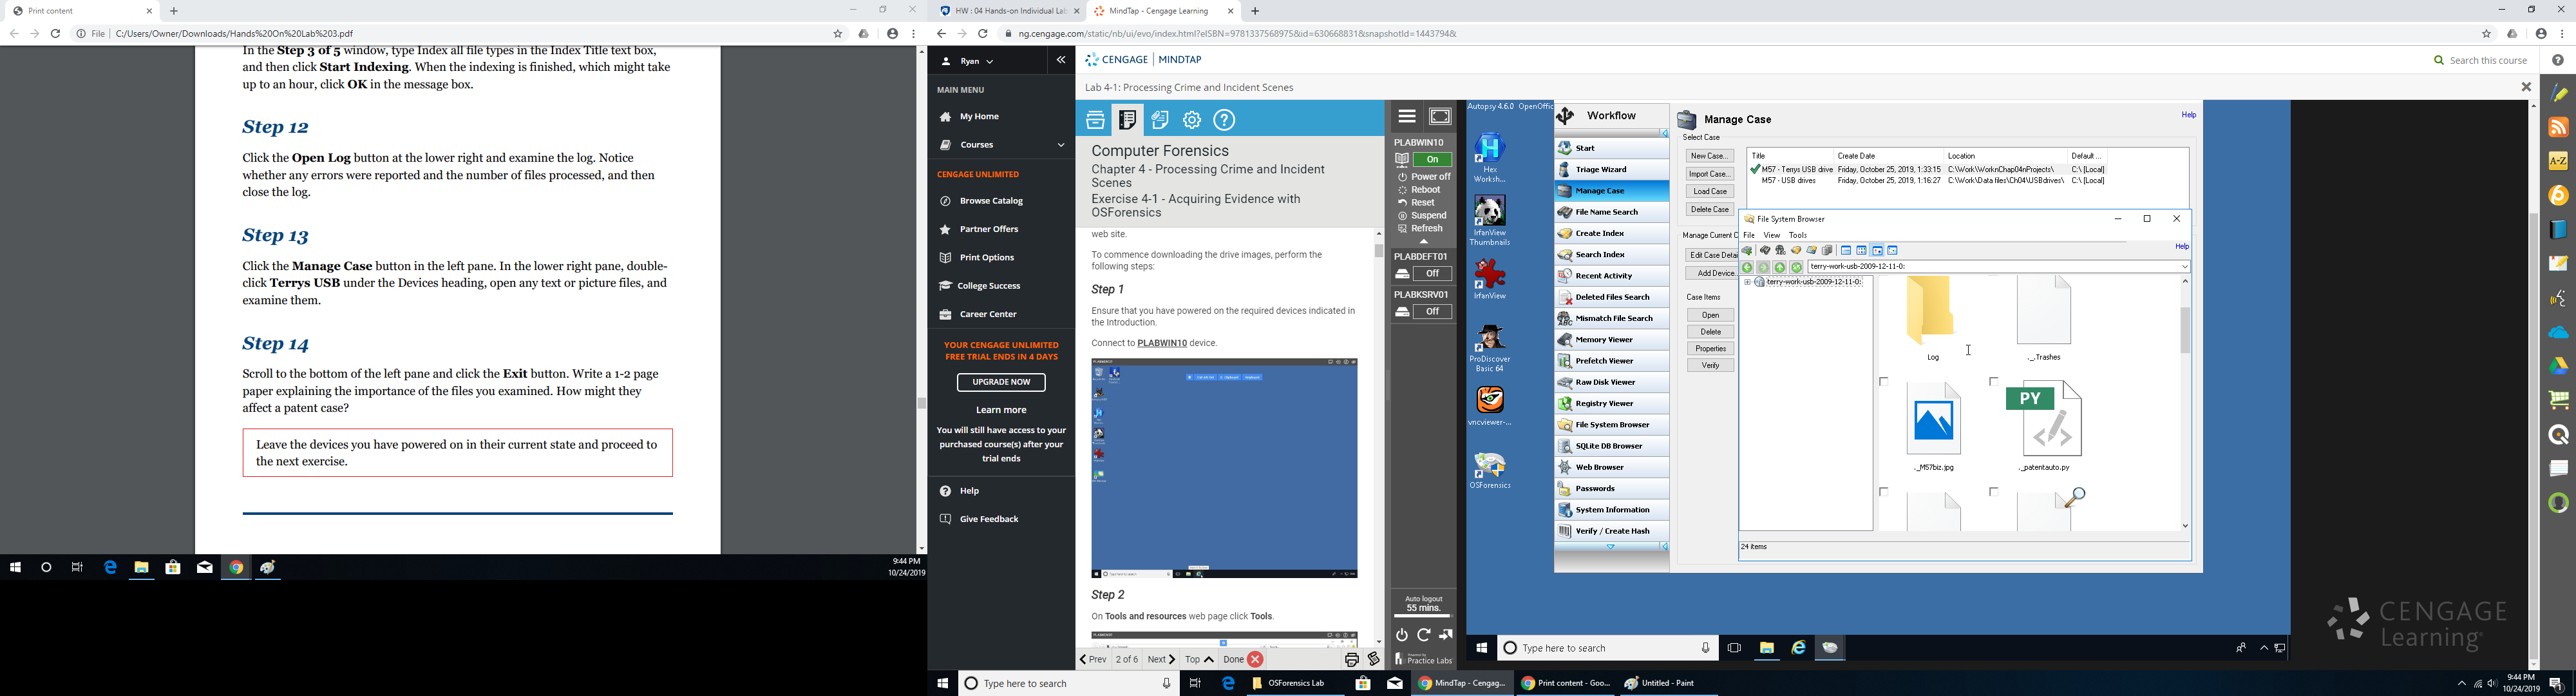 Print content
File | C:/Users/Owner/Downloads/Hands%20On%20Lab%203.pdf
In the Step 3 of 5 window, type Index all file types in the Index Title text box,
and then click Start Indexing. When the indexing is finished, which might take
up to an hour, click OK in the message box.
Step 12
Click the Open Log button at the lower right and examine the log. Notice
whether any errors were reported and the number of files processed, and then
close the log.
Step 13
Click the Manage Case button in the left pane. In the lower right pane, double-
click Terrys USB under the Devices heading, open any text or picture files, and
examine them.
Step 14
Scroll to the bottom of the left pane and click the Exit button. Write a 1-2 page
paper explaining the importance of the files you examined. How might they
affect a patent case?
Leave the devices you have powered on in their current state and proceed to
the next exercise.
9:44 PM
10/24/2019
HW : 04 Hands-on Individual Lab
MindTap - Cengage Learning
ng.cengage.com/static/nb/ui/evo/index.html?eISBN=9781337568975&id=630668831&snapshotId=1443794&
Ryan
MAIN MENU
My Home
Courses
CENGAGE UNLIMITED
Browse Catalog
Partner Offers
Print Options
College Success
Career Center
YOUR CENGAGE UNLIMITED
FREE TRIAL ENDS IN 4 DAYS
UPGRADE NOW
Learn more
You will still have access to your
purchased course(s) after your
trial ends
Help
Give Feedback
CENGAGE | MINDTAP
Search this course
Lab 4-1: Processing Crime and Incident Scenes
Computer Forensics
Chapter 4 - Processing Crime and Incident
Scenes
Exercise 4-1 - Acquiring Evidence with
OSForensics
web site.
To commence downloading the drive images, perform the
following steps:
Step 1
Ensure that you have powered on the required devices indicated in
the Introduction.
Connect to PLABWIN10 device.
Step 2
On Tools and resources web page click Tools.
Prev
2 of 6
Next
Top
Done
PLABWIN10
On
Power off
Reboot
Reset
Suspend
Refresh
PLABDEFT01
Off
PLABKSRV01
Off
Auto logout
55 mins.
Powered by
Practice Labs
Autopsy 4.6.0 OpenOffic
Hex
Worksh...
IrfanView
Thumbnails
IrfanView
ProDiscover
Basic 64
vncviewer-...
OSForensics
Workflow
Start
Triage Wizard
Manage Case
File Name Search
Create Index
Search Index
Recent Activity
Deleted Files Search
Mismatch File Search
Memory Viewer
Prefetch Viewer
Raw Disk Viewer
Registry Viewer
File System Browser
SQLite DB Browser
Web Browser
Passwords
System Information
Verify / Create Hash
Manage Case
Help
Select Case
New Case...
Import Case...
Load Case
Delete Case
Title Create Date Location Default ...
M57 - Terrys USB drive Friday, October 25, 2019, 1:33:15 C:\Work\WorknChap04nProjects\ C:\ [Local]
M57 - USB drives Friday, October 25, 2019, 1:16:27 C:\Work\Data files\Ch04\USBdrives\ C:\ [Local]
Manage Current C
Edit Case Detai
Add Device..
Case Items
Open
Delete
Properties
Verify
File System Browser
File View Tools
Help
terry-work-usb-2009-12-11-0:
terry-work-usb-2009-12-11-0:
Log
._.Trashes
PY
._M57biz.jpg
._patentauto.py
24 items
Type here to search
CENGAGE
Learning
Type here to search
OSForensics Lab
MindTap - Cengag...
Print content - Goo...
Untitled - Paint
9:44 PM
10/24/2019